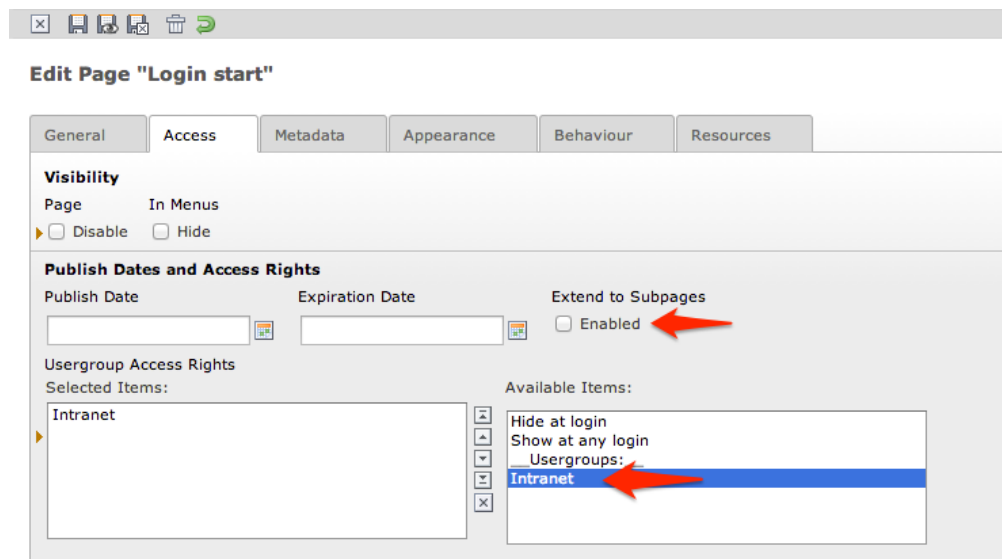 Edit Page "Login start"
General Access Metadata Appearance Behaviour Resources
Visibility
Page In Menus
Disable Hide
Publish Dates and Access Rights
Publish Date Expiration Date Extend to Subpages
Enabled
Usergroup Access Rights
Selected Items: Available Items:
Intranet
Hide at login
Show at any login
__Usergroups:__
Intranet